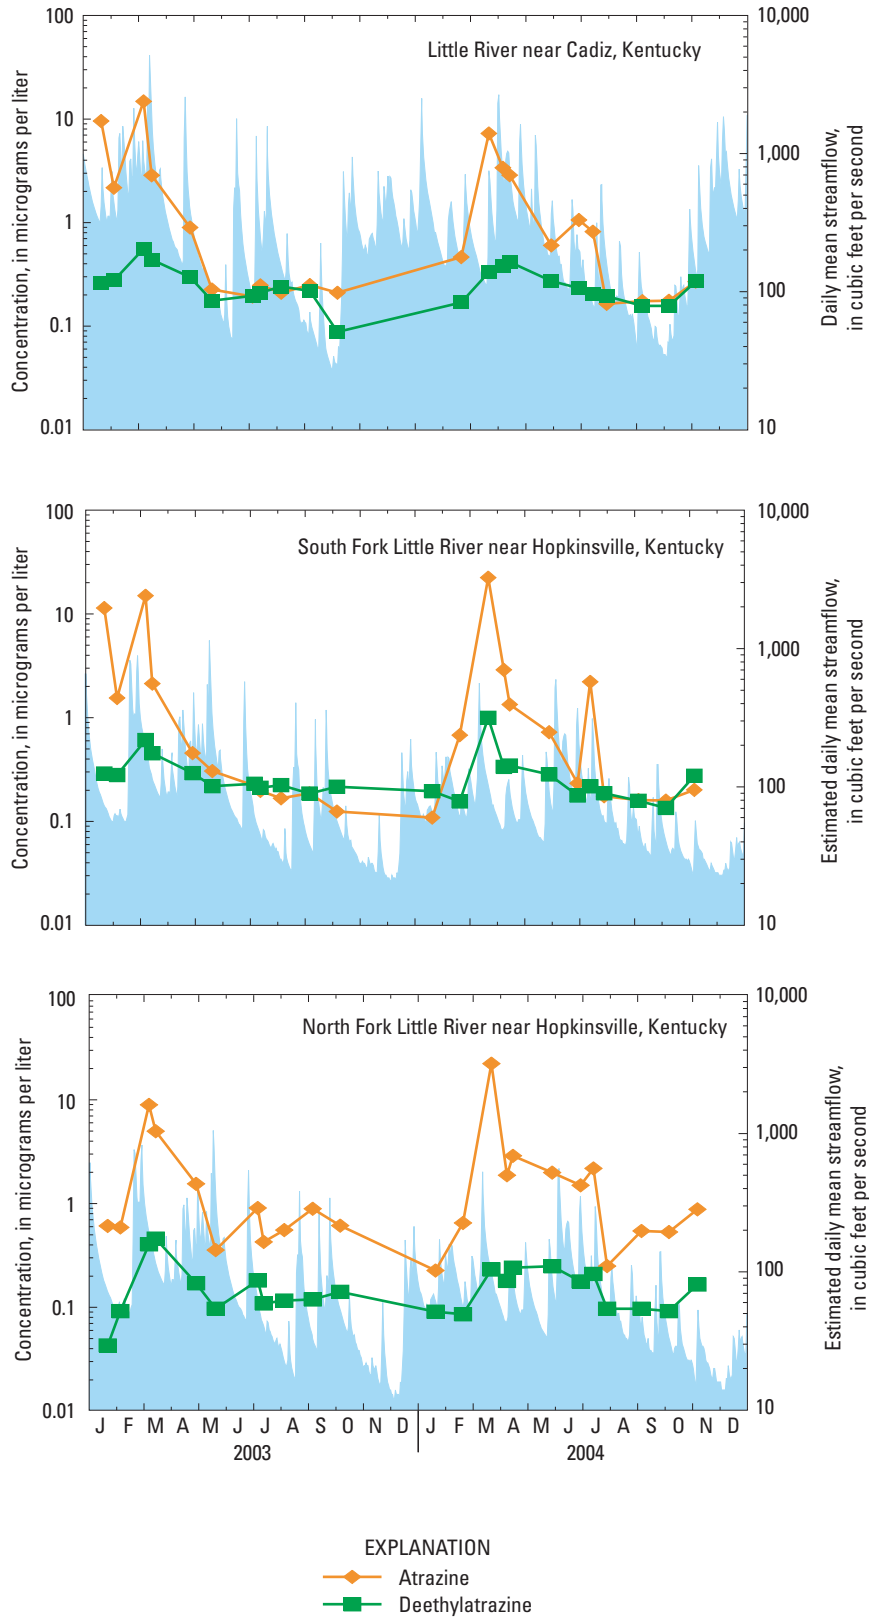 Little River near Cadiz, Kentucky
Concentration, in micrograms per liter
100
10
1
0.1
0.01
10,000
1,000
100
10
Daily mean streamflow,
in cubic feet per second
South Fork Little River near Hopkinsville, Kentucky
Concentration, in micrograms per liter
100
10
1
0.1
0.01
10,000
1,000
100
10
Estimated daily mean streamflow,
in cubic feet per second
North Fork Little River near Hopkinsville, Kentucky
Concentration, in micrograms per liter
100
10
1
0.1
0.01
10,000
1,000
100
10
Estimated daily mean streamflow,
in cubic feet per second
J F M A M J J A S O N D J F M A M J J A S O N D
2003 2004
EXPLANATION
Atrazine
Deethylatrazine